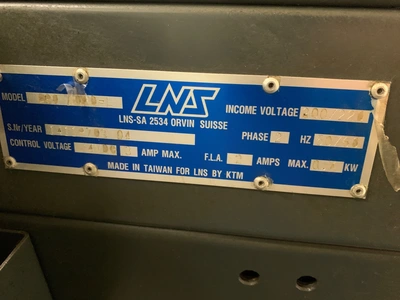 LNS
MODEL
LNS-SA 2534 ORVIN SUISSE
INCOME VOLTAGE
S.Nr/YEAR
PHASE HZ
CONTROL VOLTAGE AMP MAX.
F.L.A. AMPS MAX. KW
MADE IN TAIWAN FOR LNS BY KTM